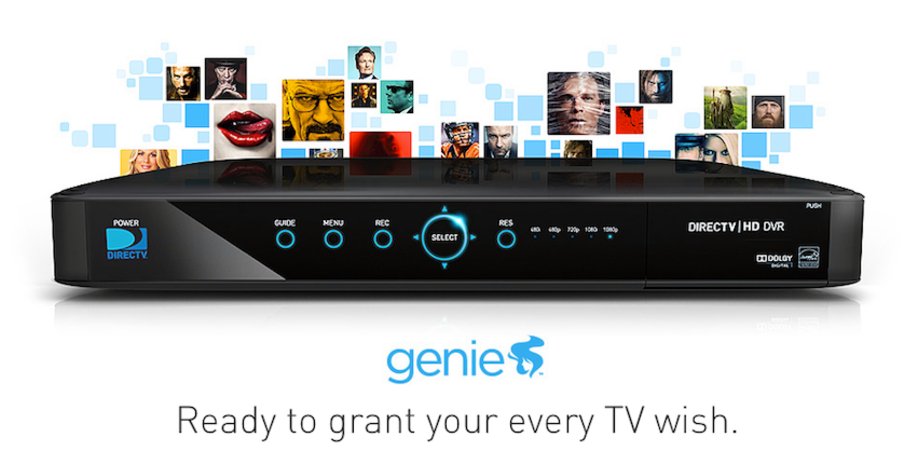 PUSH
POWER
DIRECTV
GUIDE
MENU
REC
SELECT
RES
480i 480p 720p 1080i 1080p
DIRECTV | HD DVR
DOLBY
DIGITAL
genie
Ready to grant your every TV wish.